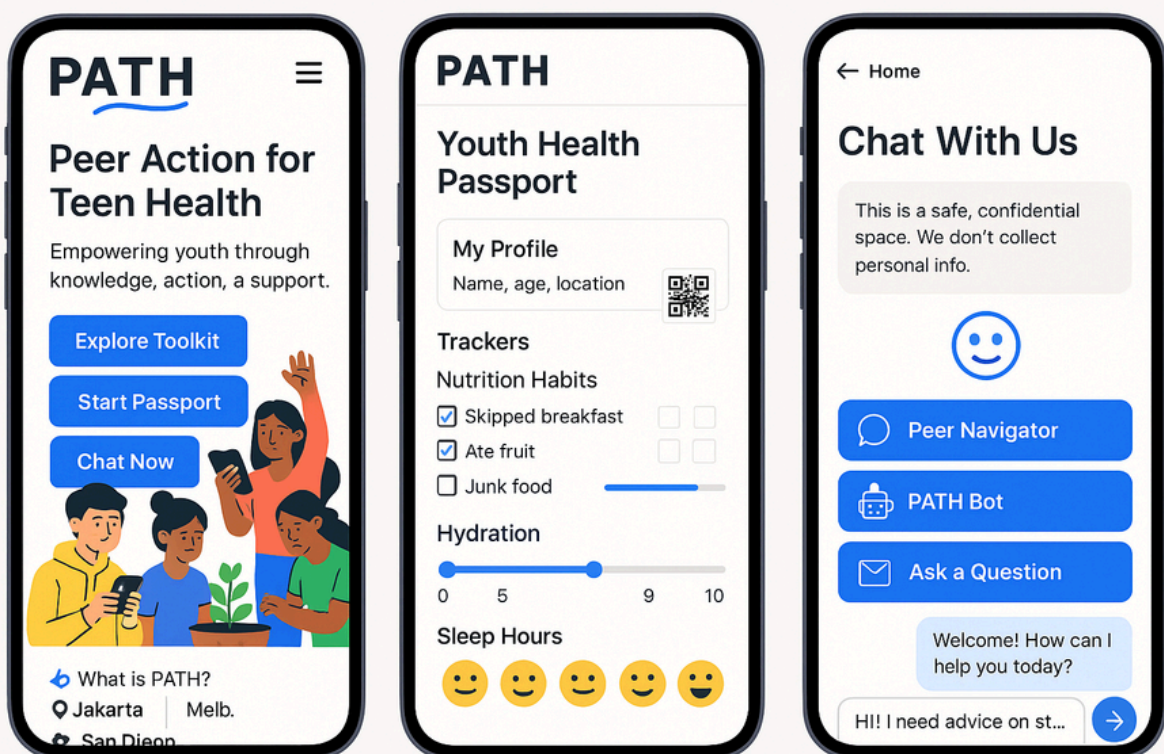 PATH
Peer Action for
Teen Health
Empowering youth through
knowledge, action, a support.
Explore Toolkit
Start Passport
Chat Now
What is PATH?
Jakarta
Melb.
San Dieop
PATH
Youth Health
Passport
My Profile
Name, age, location
Trackers
Nutrition Habits
Skipped breakfast
Ate fruit
Junk food
Hydration
0 5 9 10
Sleep Hours
← Home
Chat With Us
This is a safe, confidential
space. We don't collect
personal info.
Peer Navigator
PATH Bot
Ask a Question
Welcome! How can I
help you today?
HI! I need advice on st...